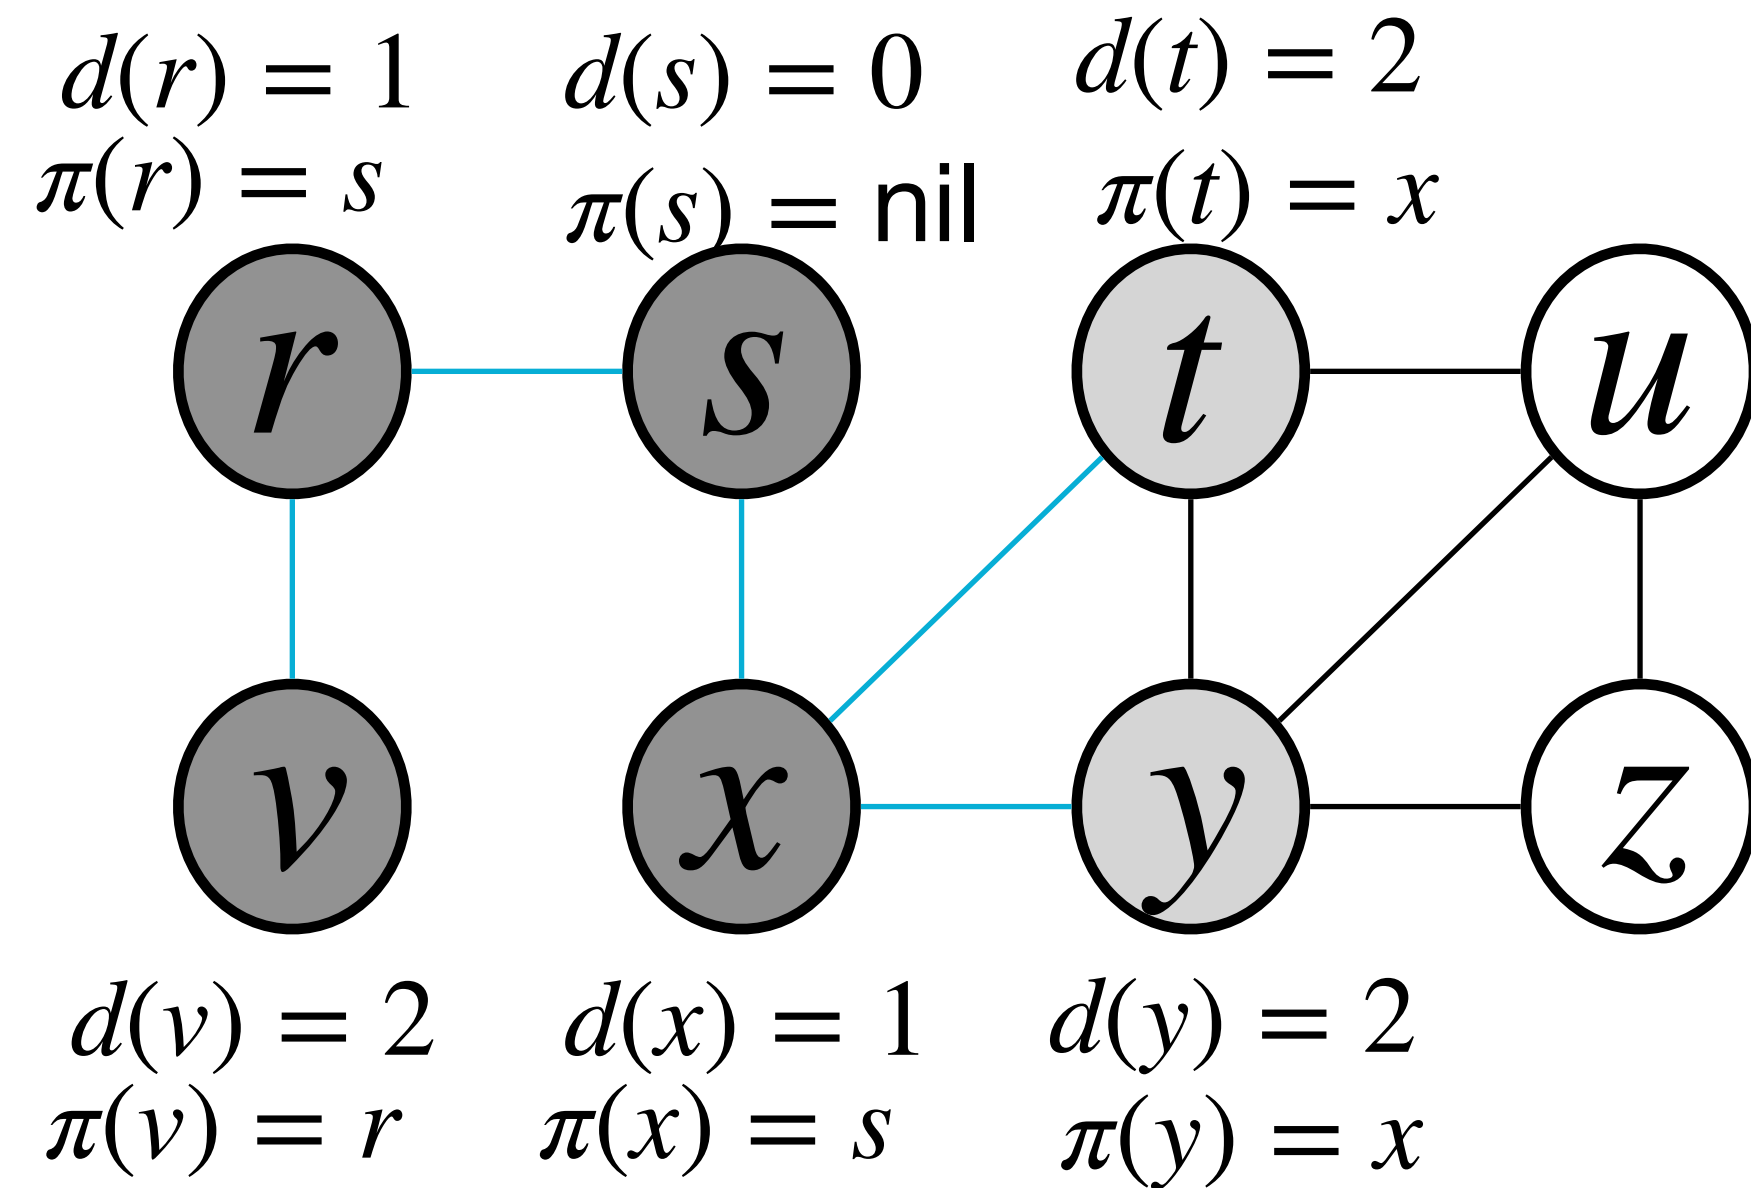 d(r) = 1
d(s) = 0
d(t) = 2
π(r) = s
π(s) = nil
π(t) = x
r
s
t
u
v
x
y
z
d(v) = 2
d(x) = 1
d(y) = 2
π(v) = r
π(x) = s
π(y) = x